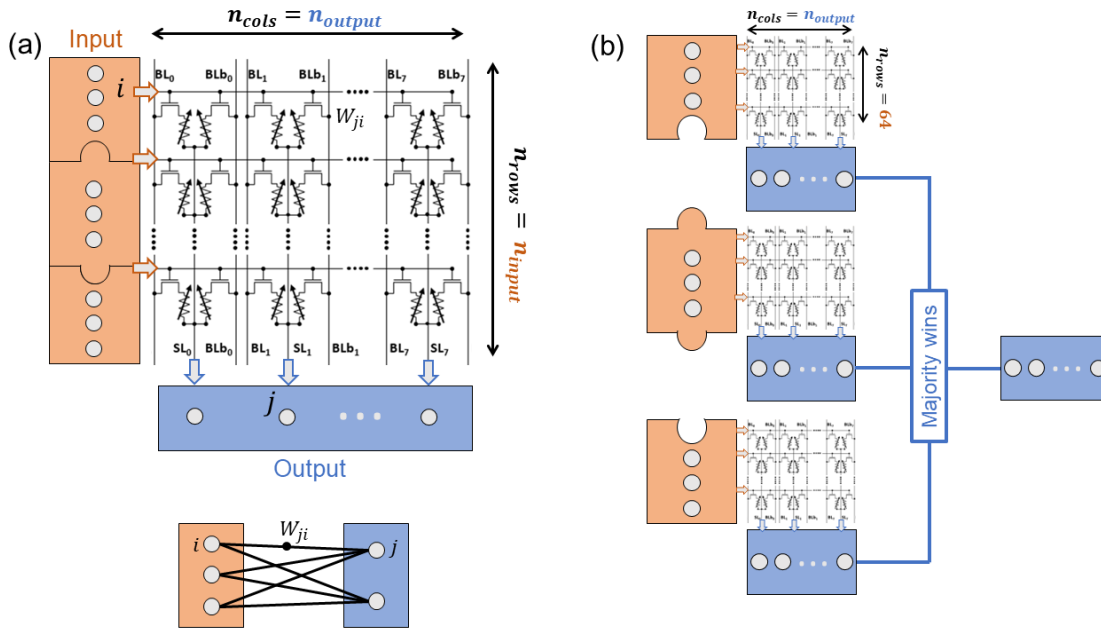 (a)
Input
n_cols = n_output
i
BL₀ BLb₀ BL₁ BLb₁ BL₇ BLb₇
W_ji
n_rows = n_input
SL₀ BLb₀ BL₁ SL₁ BLb₁ BL₇ SL₇
j
Output
i
W_ji
j
(b)
n_cols = n_output
n_rows = 64
Majority wins